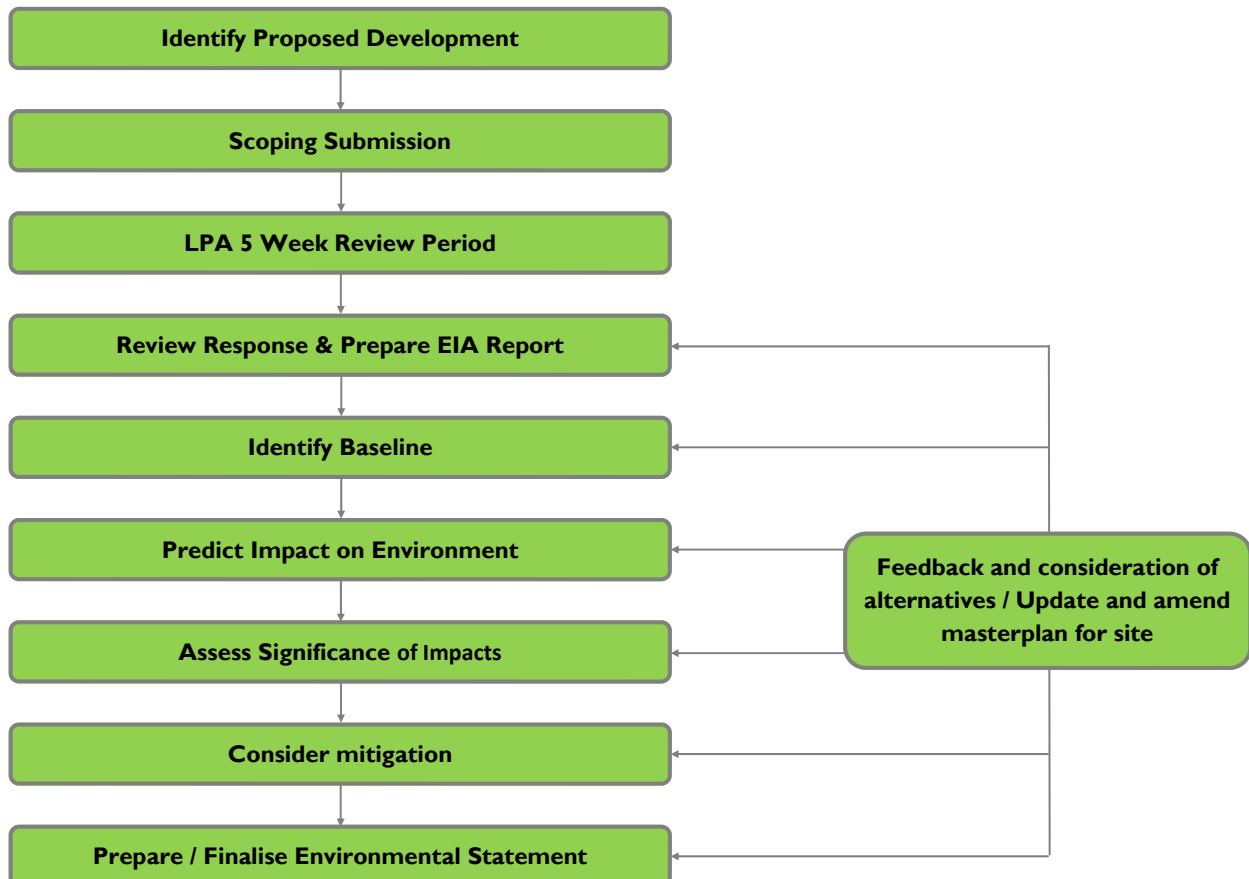 Identify Proposed Development
Scoping Submission
LPA 5 Week Review Period
Review Response & Prepare EIA Report
Identify Baseline
Predict Impact on Environment
Assess Significance of Impacts
Consider mitigation
Prepare / Finalise Environmental Statement
Feedback and consideration of
alternatives / Update and amend
masterplan for site